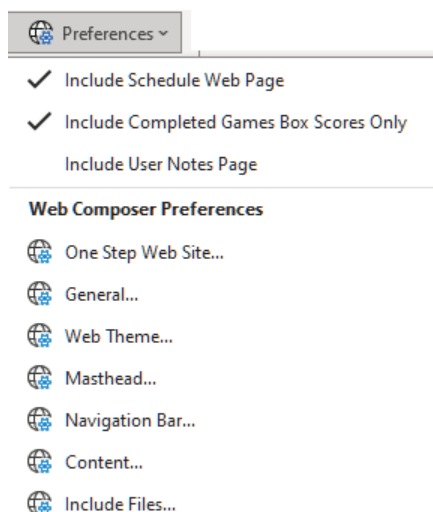 Preferences
Include Schedule Web Page
Include Completed Games Box Scores Only
Include User Notes Page
Web Composer Preferences
One Step Web Site...
General...
Web Theme...
Masthead...
Navigation Bar...
Content...
Include Files...